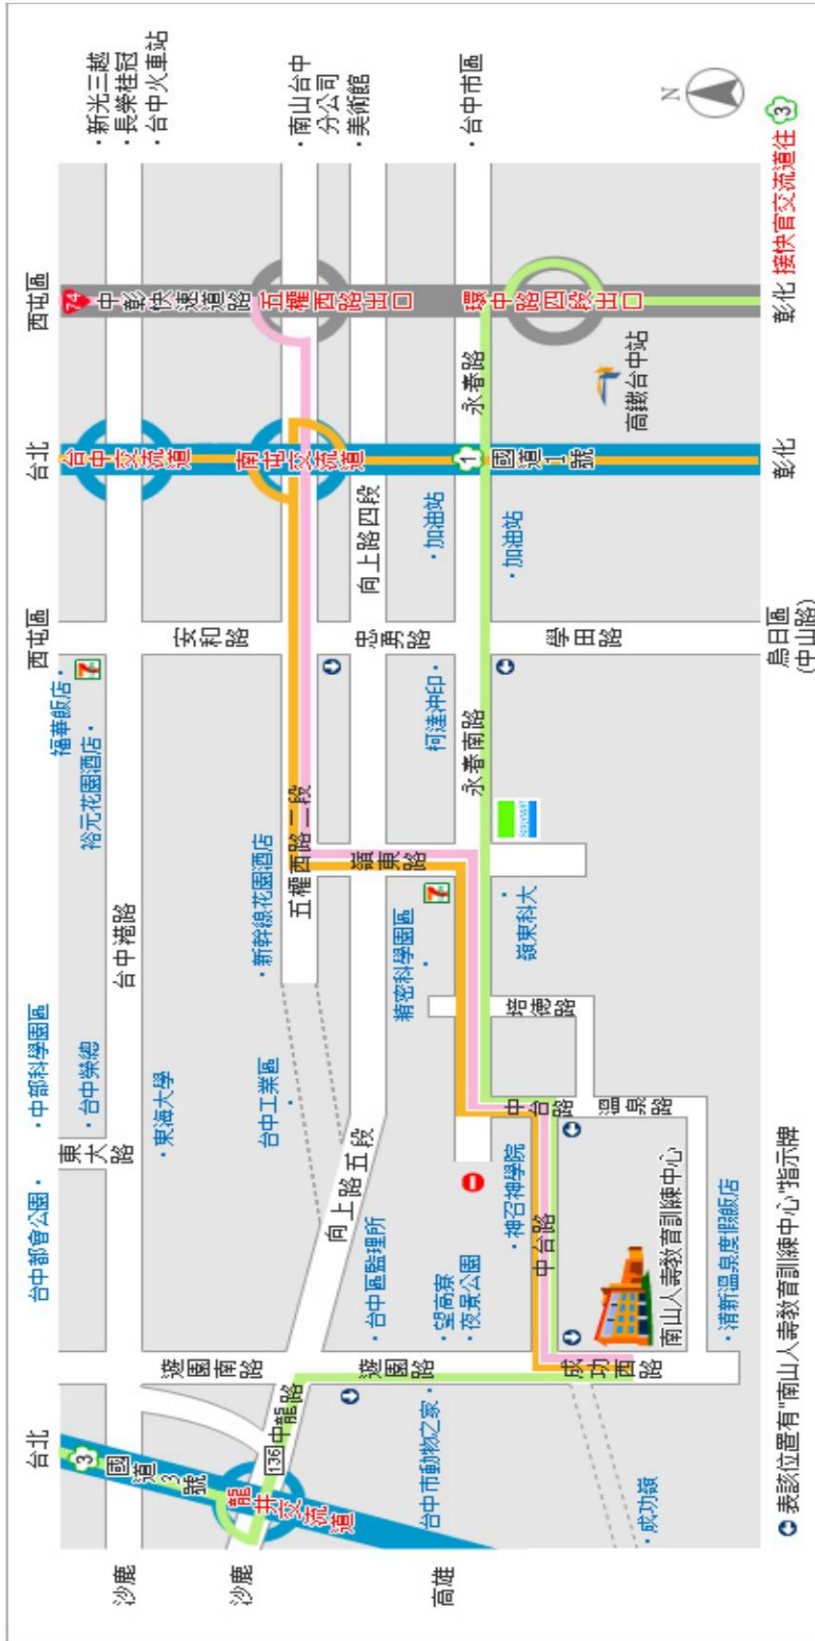 台中都會公園・
・中部科學園區
西屯區
台北
西屯區
台北
沙鹿
東大路
・台中榮總
福華飯店・
裕元花園酒店・
7
台中交流道
74
中彰快速道路
・新光三越
・長榮桂冠
・台中火車站
3
國道3號
台中港路
・東海大學
安和路
遊園南路
沙鹿
龍井交流道
136
中龍路
台中工業區
・新幹線花園酒店
五權西路二段
南屯交流道
五權西路出口
・南山台中
分公司
・美術館
向上路五段
遊園路
・台中區監理所
嶺東路
忠勇路
向上路四段
高雄
台中市動物之家・
・望高寮
・夜景公園
精密科學園區
7
柯達沖印・
・加油站
・台中市區
永春南路
永春路
1
國道1號
環中路四段出口
・神召神學院
中台路
中台路
培德路
・嶺東科大
學田路
・加油站
溫泉路
成功西路
南山人壽教育訓練中心
高鐵台中站
・成功嶺
・清新溫泉度假飯店
N
表該位置有"南山人壽教育訓練中心"指示牌
烏日區
(中山路)
彰化
彰化
接快官交流道往
3